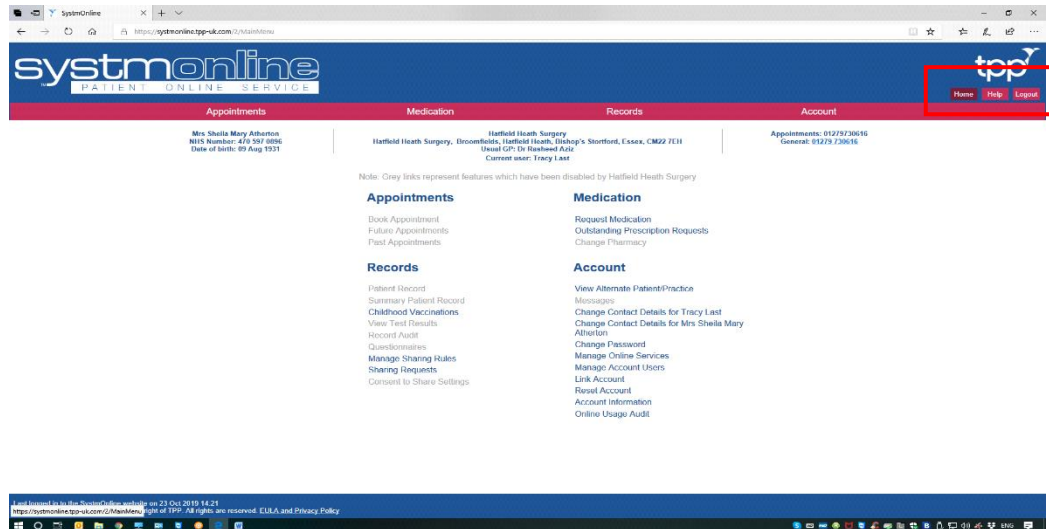 SystmOnline
https://systmonline.tpp-uk.com/2/MainMenu
systmonline
PATIENT ONLINE SERVICE
tpp
Home Help Logout
Appointments Medication Records Account
Mrs Sheila Mary Atherton
NHS Number: 470 597 0896
Date of birth: 09 Aug 1931
Hatfield Heath Surgery
Hatfield Heath Surgery, Broomfields, Hatfield Heath, Bishop's Stortford, Essex, CM22 7EH
Usual GP: Dr Rasheed Aziz
Current user: Tracy Last
Appointments: 01279730616
General: 01279 730616
Note: Grey links represent features which have been disabled by Hatfield Heath Surgery
Appointments
Book Appointment
Future Appointments
Past Appointments
Medication
Request Medication
Outstanding Prescription Requests
Change Pharmacy
Records
Patient Record
Summary Patient Record
Childhood Vaccinations
View Test Results
Record Audit
Questionnaires
Manage Sharing Rules
Sharing Requests
Consent to Share Settings
Account
View Alternate Patient/Practice
Messages
Change Contact Details for Tracy Last
Change Contact Details for Mrs Sheila Mary
Atherton
Change Password
Manage Online Services
Manage Account Users
Link Account
Reset Account
Account Information
Online Usage Audit
Last logged in to the SystmOnline website on 23 Oct 2019 14:21
https://systmonline.tpp-uk.com/2/MainMenu right of TPP. All rights are reserved. EULA and Privacy Policy
ENG